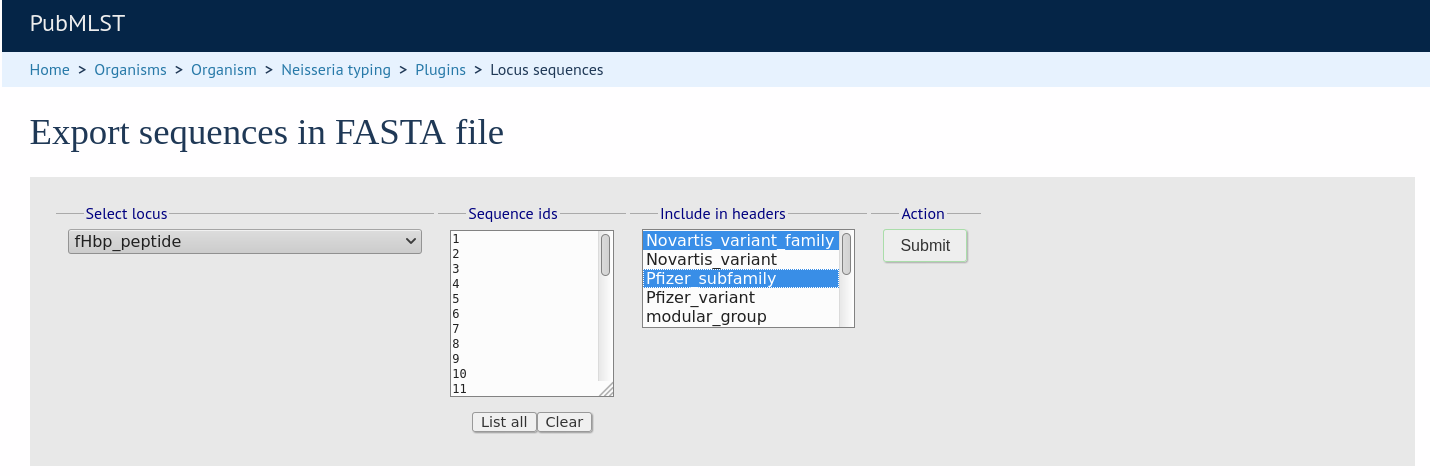 PubMLST
Home > Organisms > Organism > Neisseria typing > Plugins > Locus sequences
Export sequences in FASTA file
Select locus
fHbp_peptide
Sequence ids
1
2
3
4
5
6
7
8
9
10
11
List all
Clear
Include in headers
Novartis_variant_family
Novartis_variant
Pfizer_subfamily
Pfizer_variant
modular_group
Action
Submit